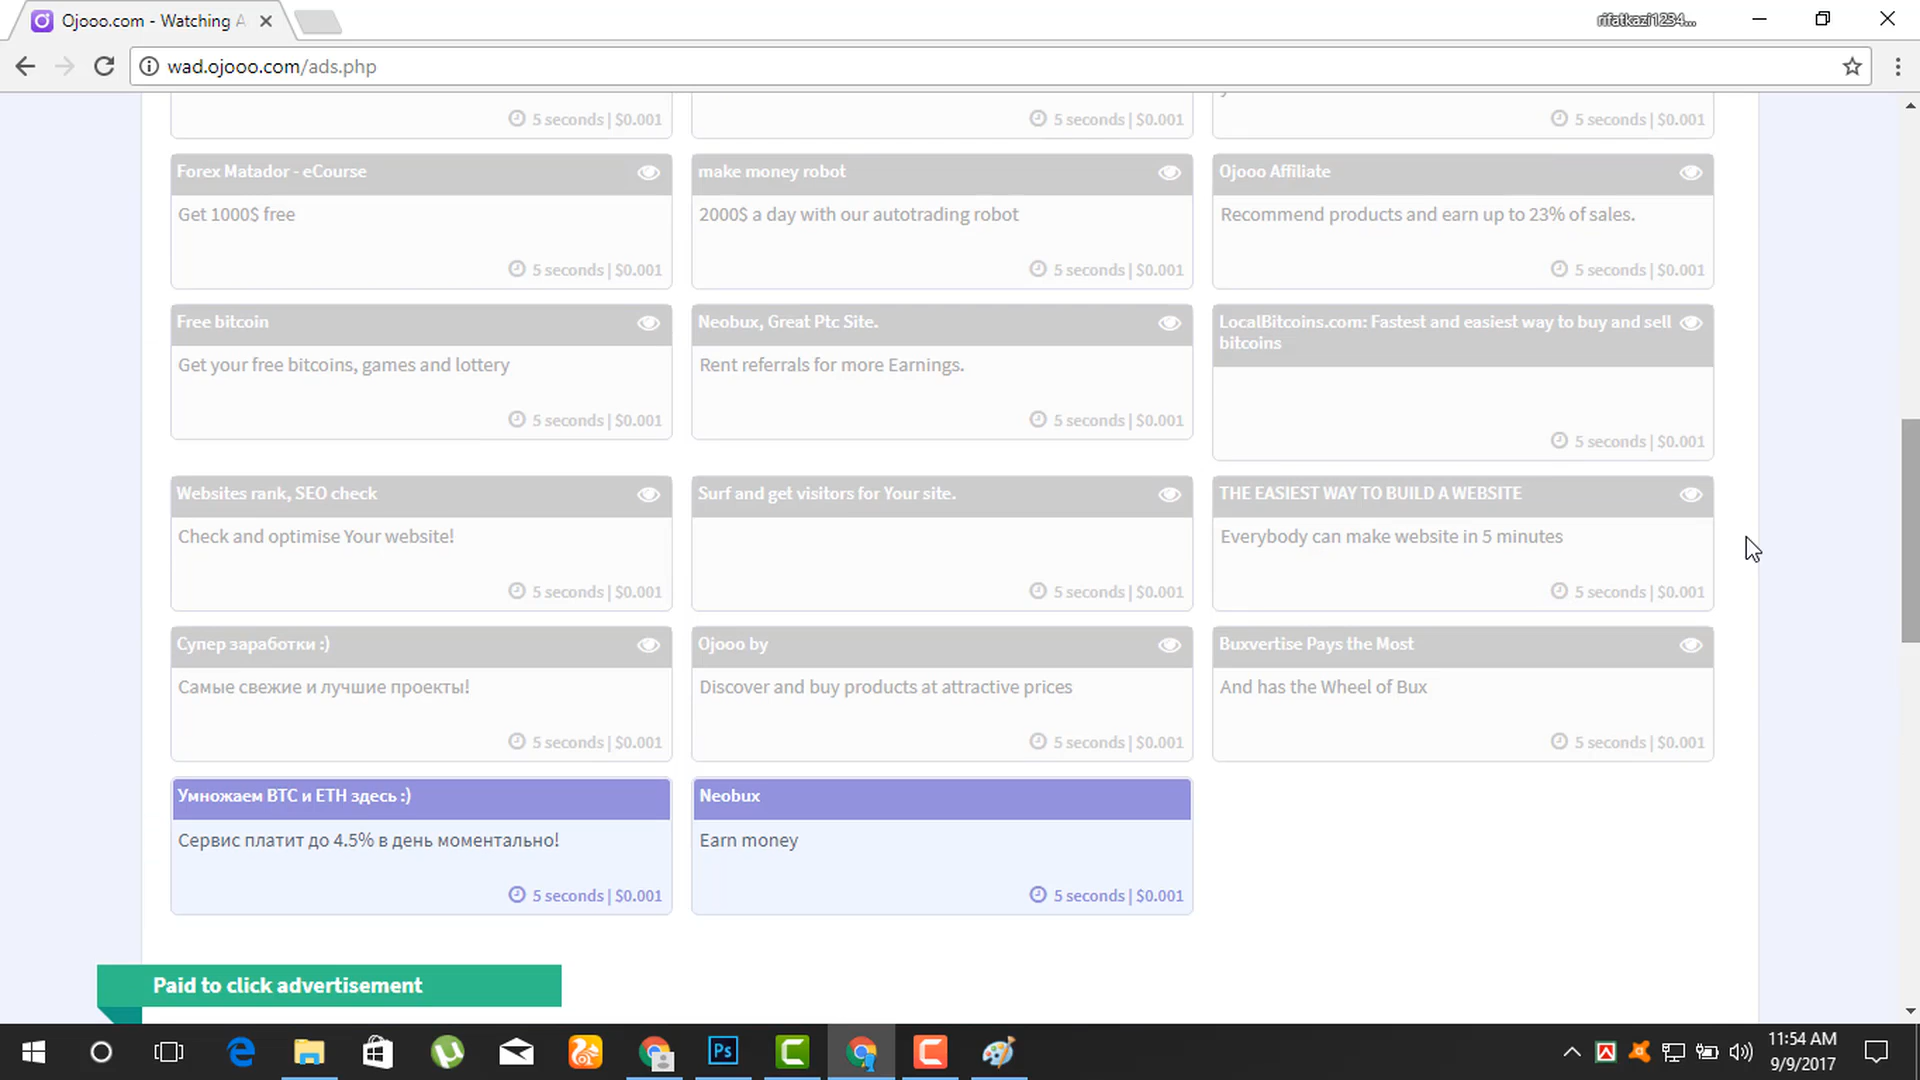 Ojooo.com - Watching A
rifatkazi1234...
wad.ojooo.com/ads.php
5 seconds | $0.001
5 seconds | $0.001
5 seconds | $0.001
Forex Matador - eCourse
make money robot
Ojooo Affiliate
Get 1000$ free
2000$ a day with our autotrading robot
Recommend products and earn up to 23% of sales.
5 seconds | $0.001
5 seconds | $0.001
5 seconds | $0.001
Free bitcoin
Neobux, Great Ptc Site.
LocalBitcoins.com: Fastest and easiest way to buy and sell
bitcoins
Get your free bitcoins, games and lottery
Rent referrals for more Earnings.
5 seconds | $0.001
5 seconds | $0.001
5 seconds | $0.001
Websites rank, SEO check
Surf and get visitors for Your site.
THE EASIEST WAY TO BUILD A WEBSITE
Check and optimise Your website!
Everybody can make website in 5 minutes
5 seconds | $0.001
5 seconds | $0.001
5 seconds | $0.001
Супер заработки :)
Ojooo by
Buxvertise Pays the Most
Самые свежие и лучшие проекты!
Discover and buy products at attractive prices
And has the Wheel of Bux
5 seconds | $0.001
5 seconds | $0.001
5 seconds | $0.001
Умножаем BTC и ETH здесь :)
Neobux
Сервис платит до 4.5% в день моментально!
Earn money
5 seconds | $0.001
5 seconds | $0.001
Paid to click advertisement
Ps
11:54 AM
9/9/2017